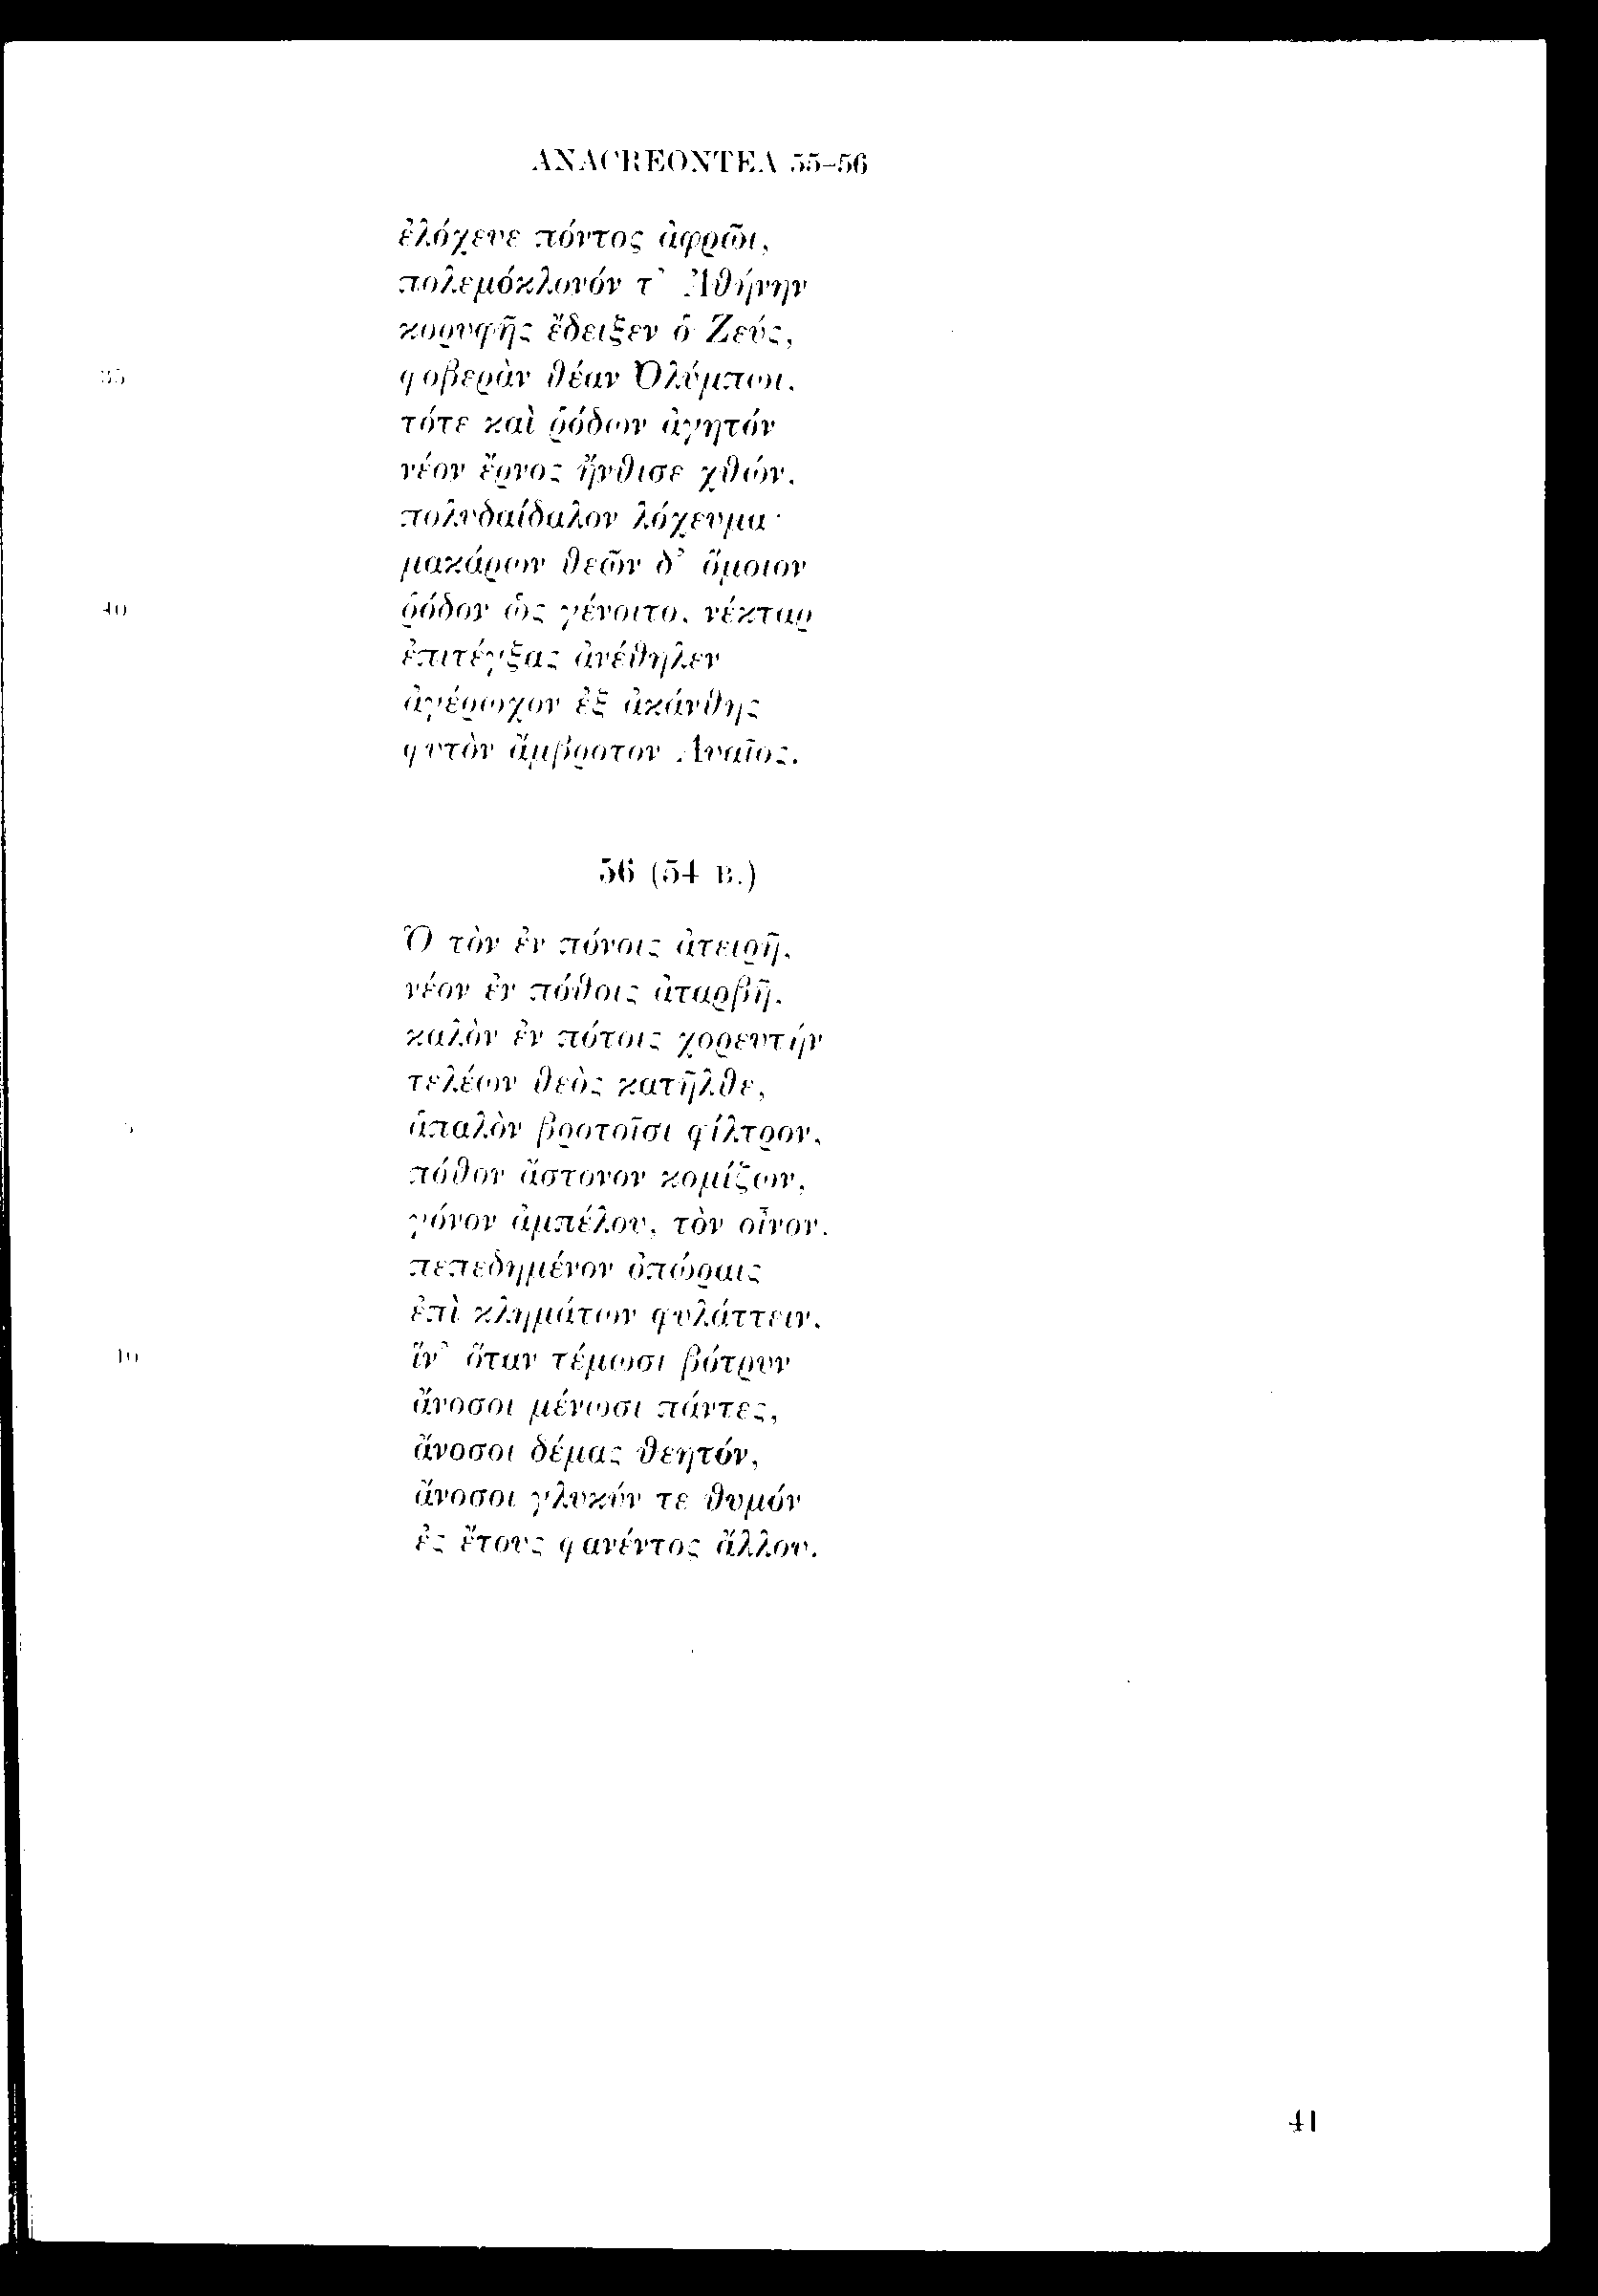 ANACREONTEA 55-56
ἐλόχευε πόντος ἀφρῶι,
πολεμόκλονόν τ᾽ Ἀθήνην
κορυφῆς ἔδειξεν ὁ Ζεύς,
35 φοβερὰν θέαν Ὀλύμπωι,
τότε καὶ ῥόδων ἀγητόν
νέον ἔρνος ἤνθισε χθών,
πολυδαίδαλον λόχευμα·
μακάρων θεῶν δ᾽ ὅμοιον
40 ῥόδον ὡς γένοιτο, νέκταρ
ἐπιτέγξας ἀνέθηλεν
ἀγέρωχον ἐξ ἀκάνθης
φυτὸν ἄμβροτον Λυαῖος.
56 (54 B.)
Ὁ τὸν ἐν πόνοις ἀτειρῆ,
νέον ἐν πόθοις ἀταρβῆ,
καλὸν ἐν πότοις χορευτήν
τελέων θεὸς κατῆλθε,
5 ἁπαλὸν βροτοῖσι φίλτρον,
πόθον ἄστονον κομίζων,
γόνον ἀμπέλου, τὸν οἶνον,
πεπεδημένον ὀπώραις
ἐπὶ κλημάτων φυλάττειν,
10 ἵν᾽ ὅταν τέμωσι βότρυν
ἄνοσοι μένωσι πάντες,
ἄνοσοι δέμας θεητόν,
ἄνοσοι γλυκύν τε θυμόν
ἐς ἔτους φανέντος ἄλλου.
41